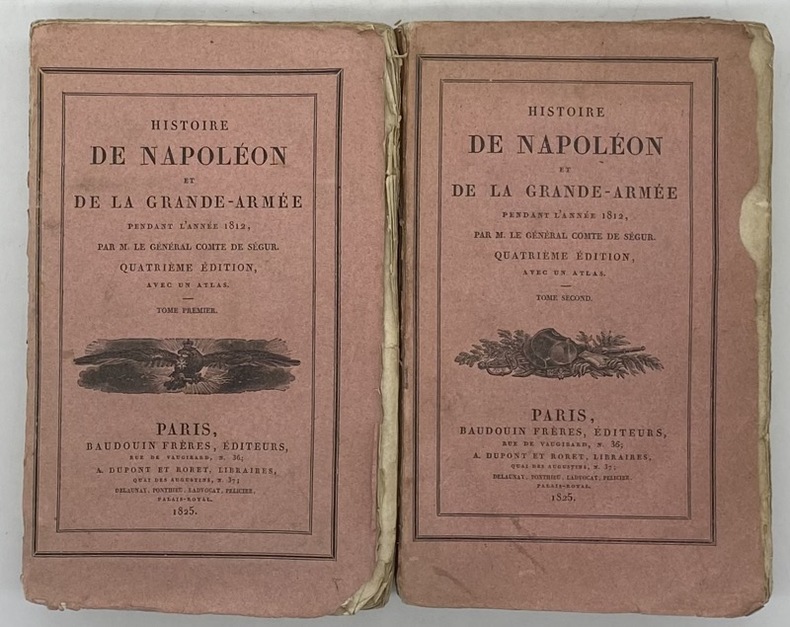 HISTOIRE
DE NAPOLÉON
ET
DE LA GRANDE-ARMÉE
PENDANT L'ANNÉE 1812,
PAR M. LE GÉNÉRAL COMTE DE SÉGUR.
QUATRIÈME ÉDITION,
AVEC UN ATLAS.
TOME PREMIER.
PARIS,
BAUDOUIN FRÈRES, ÉDITEURS,
RUE DE VAUGIRARD, N. 36;
A. DUPONT ET RORET, LIBRAIRES,
QUAI DES AUGUSTINS, N. 37;
DELAUNAY, PONTHIEU, LADVOCAT, PELICIER,
PALAIS-ROYAL.
1825.
HISTOIRE
DE NAPOLÉON
ET
DE LA GRANDE-ARMÉE
PENDANT L'ANNÉE 1812,
PAR M. LE GÉNÉRAL COMTE DE SÉGUR.
QUATRIÈME ÉDITION,
AVEC UN ATLAS.
TOME SECOND.
PARIS,
BAUDOUIN FRÈRES, ÉDITEURS,
RUE DE VAUGIRARD, N. 36;
A. DUPONT ET RORET, LIBRAIRES,
QUAI DES AUGUSTINS, N. 37;
DELAUNAY, PONTHIEU, LADVOCAT, PELICIER,
PALAIS-ROYAL.
1825.